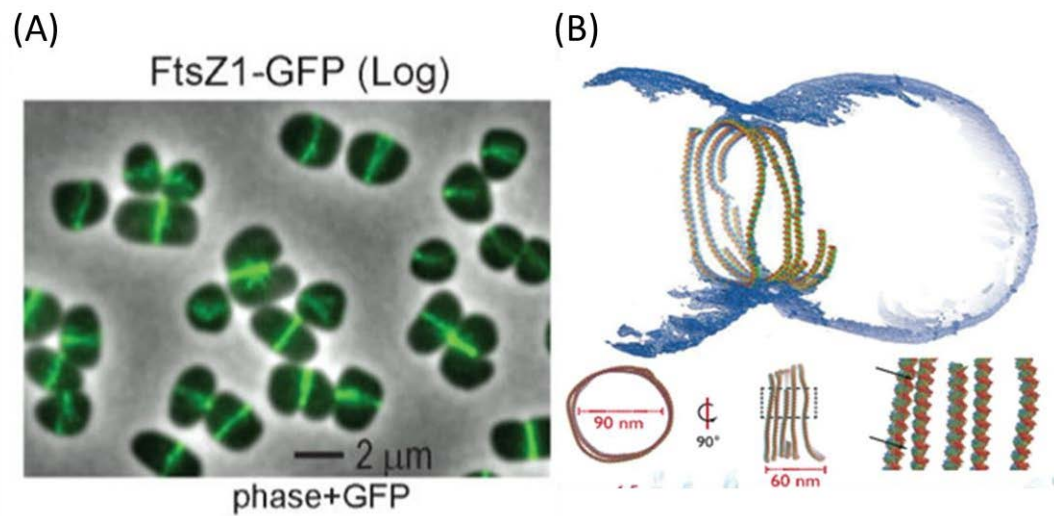 (A)
FtsZ1-GFP (Log)
2 μm
phase+GFP
(B)
90 nm
90°
60 nm